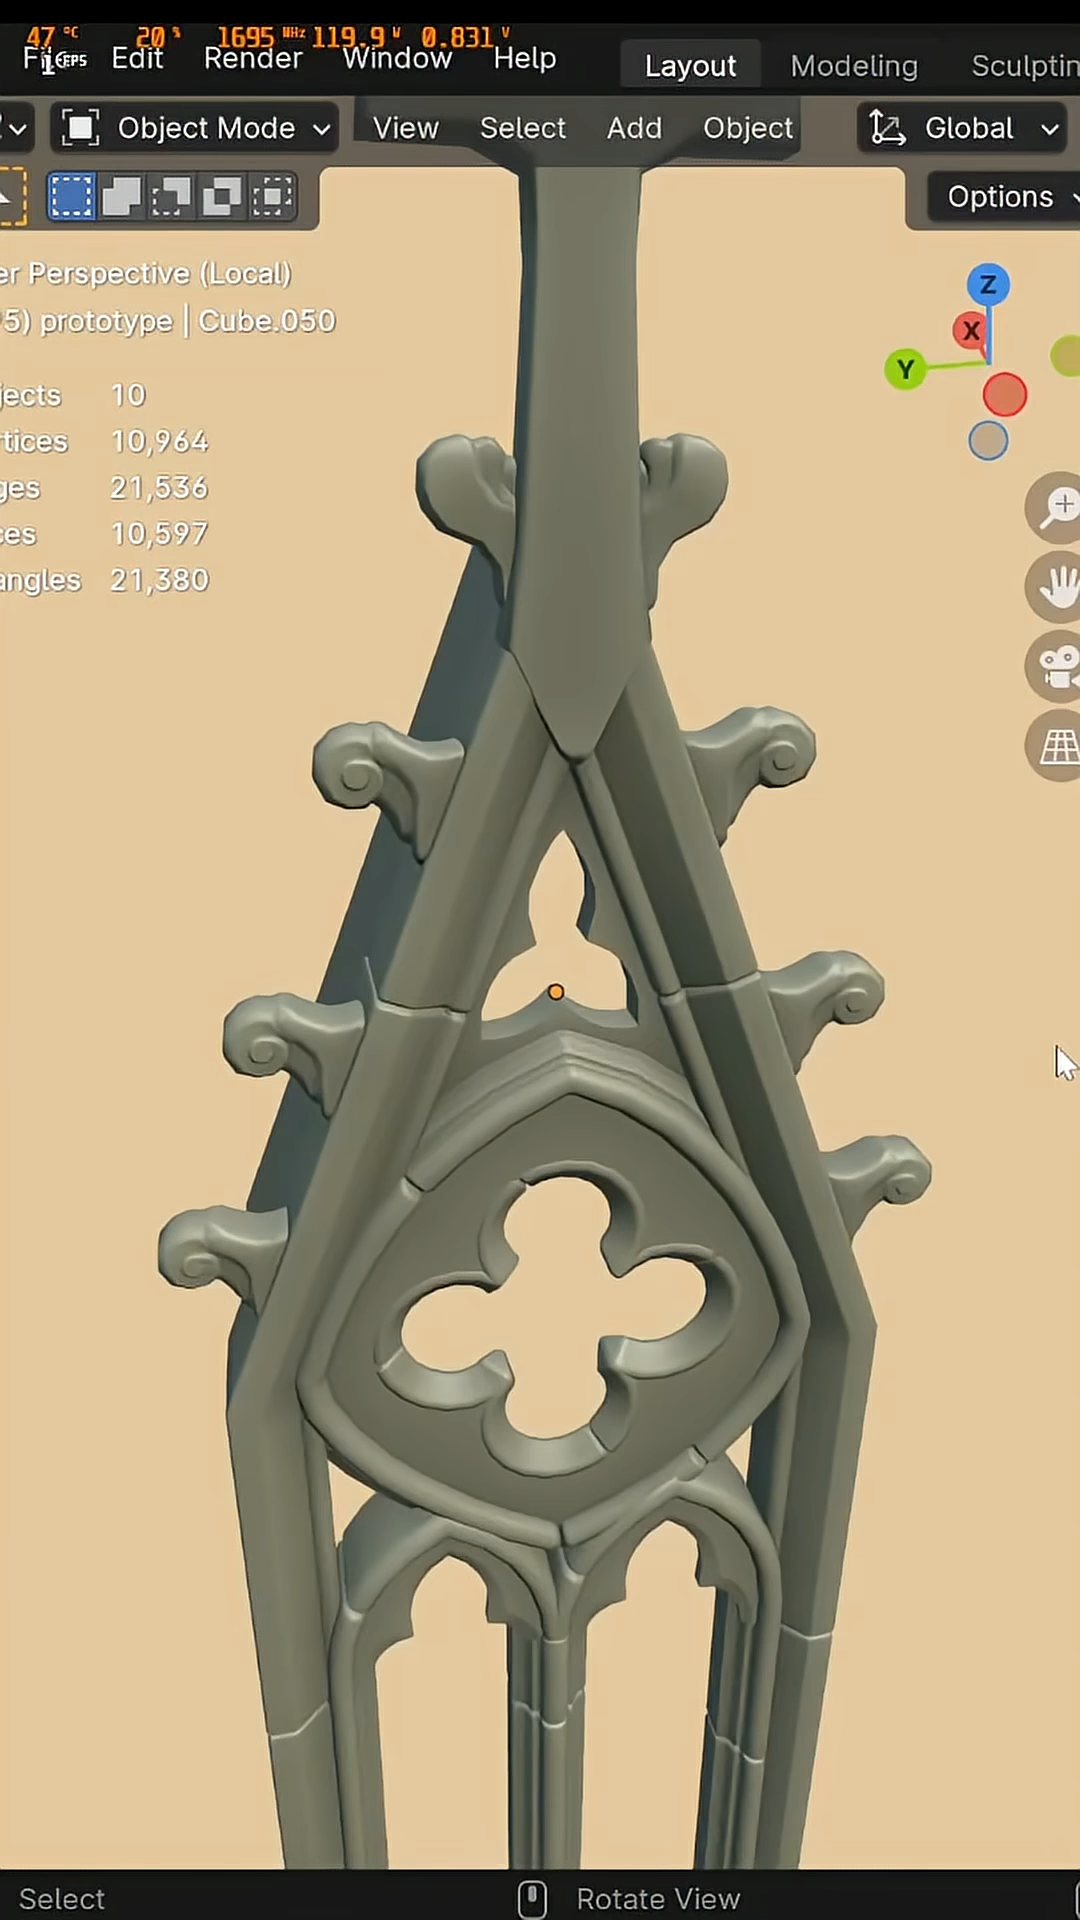 47 °C 20 % 1695 MHz 119.9 W 0.831 V
Edit Render Window Help Layout Modeling Sculptin
Object Mode View Select Add Object Global
Options
er Perspective (Local)
5) prototype | Cube.050
jects 10
tices 10,964
ges 21,536
ces 10,597
angles 21,380
Z
X
Y
Select Rotate View